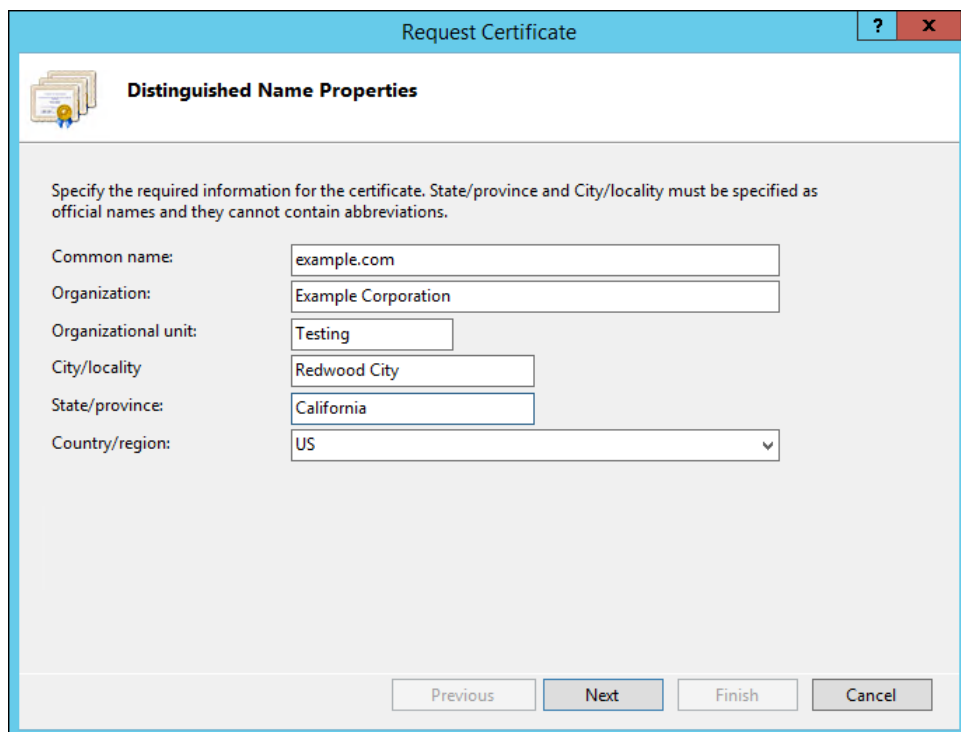 Request Certificate
?
x
Distinguished Name Properties
Specify the required information for the certificate. State/province and City/locality must be specified as
official names and they cannot contain abbreviations.
Common name:
example.com
Organization:
Example Corporation
Organizational unit:
Testing
City/locality
Redwood City
State/province:
California
Country/region:
US
Previous
Next
Finish
Cancel